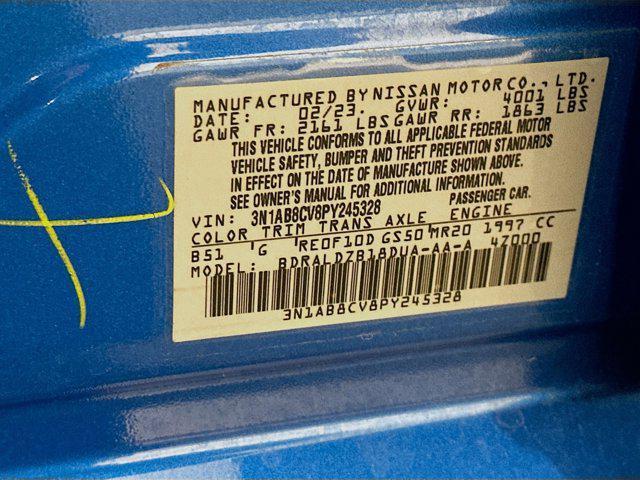 MANUFACTURED BY NISSAN MOTOR CO., LTD.
DATE: 02/23. GVWR: 4001 LBS
GAWR FR: 2161 LBS GAWR RR: 1863 LBS
THIS VEHICLE CONFORMS TO ALL APPLICABLE FEDERAL MOTOR
VEHICLE SAFETY, BUMPER AND THEFT PREVENTION STANDARDS
IN EFFECT ON THE DATE OF MANUFACTURE SHOWN ABOVE.
SEE OWNER'S MANUAL FOR ADDITIONAL INFORMATION.
VIN: 3N1AB8CV8PY245328 PASSENGER CAR.
COLOR TRIM TRANS AXLE ENGINE
B51 G RE0F10D GS50 MR20 1997 CC
MODEL: BDRALDZB18DUA-AA-A 47000
3N1AB8CV8PY245328